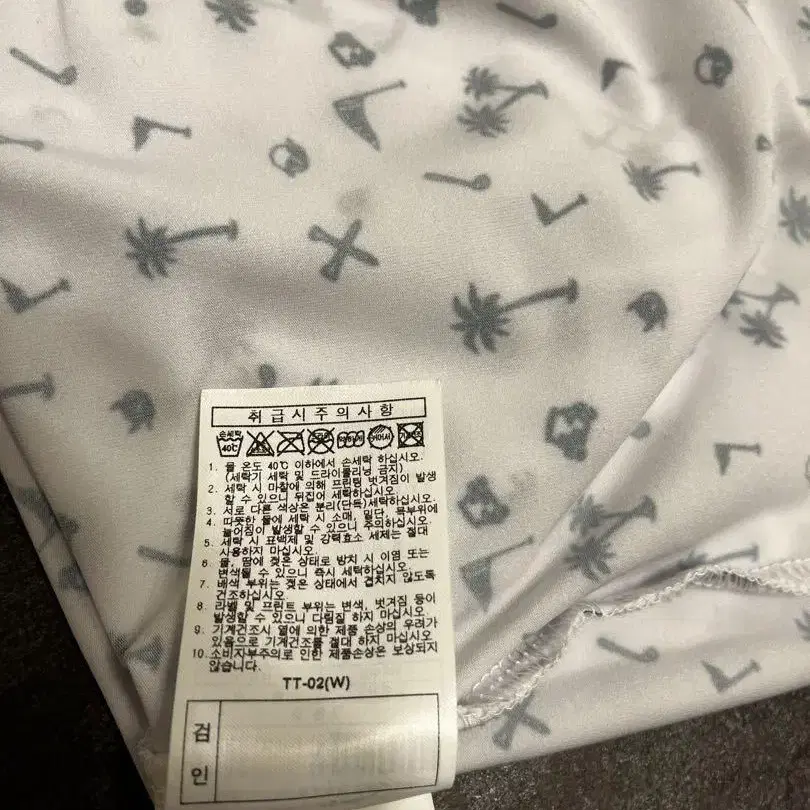 취급시주의사항
손세탁
40℃
1. 물 온도 40℃ 이하에서 손세탁 하십시오.
(세탁기 세탁 및 드라이클리닝 금지)
2. 세탁 시 마찰에 의해 프린팅 벗겨짐이 발생
할 수 있으니 뒤집어 세탁하십시오.
3. 서로 다른 색상은 분리(단독)세탁하십시오.
4. 따뜻한 물에 세탁 시 소매, 밑단, 목부위에
늘어짐이 발생할 수 있으니 주의하십시오.
5. 세탁 시 표백제 및 강력효소 세제는 절대
사용하지 마십시오.
6. 물, 땀에 젖은 상태로 방치 시 이염 또는
변색될 수 있으니 즉시 세탁하십시오.
7. 배색 부위는 젖은 상태에서 겹치지 않도록
건조하십시오.
8. 라벨 및 프린트 부위는 변색, 벗겨짐 등이
발생할 수 있으니 다림질 하지 마십시오.
9. 기계건조시 열에 의한 제품 손상의 우려가
있음으로 기계건조를 절대 하지 마십시오.
10. 소비자부주의로 인한 제품손상은 보상되지
않습니다.
TT-02(W)
검
인